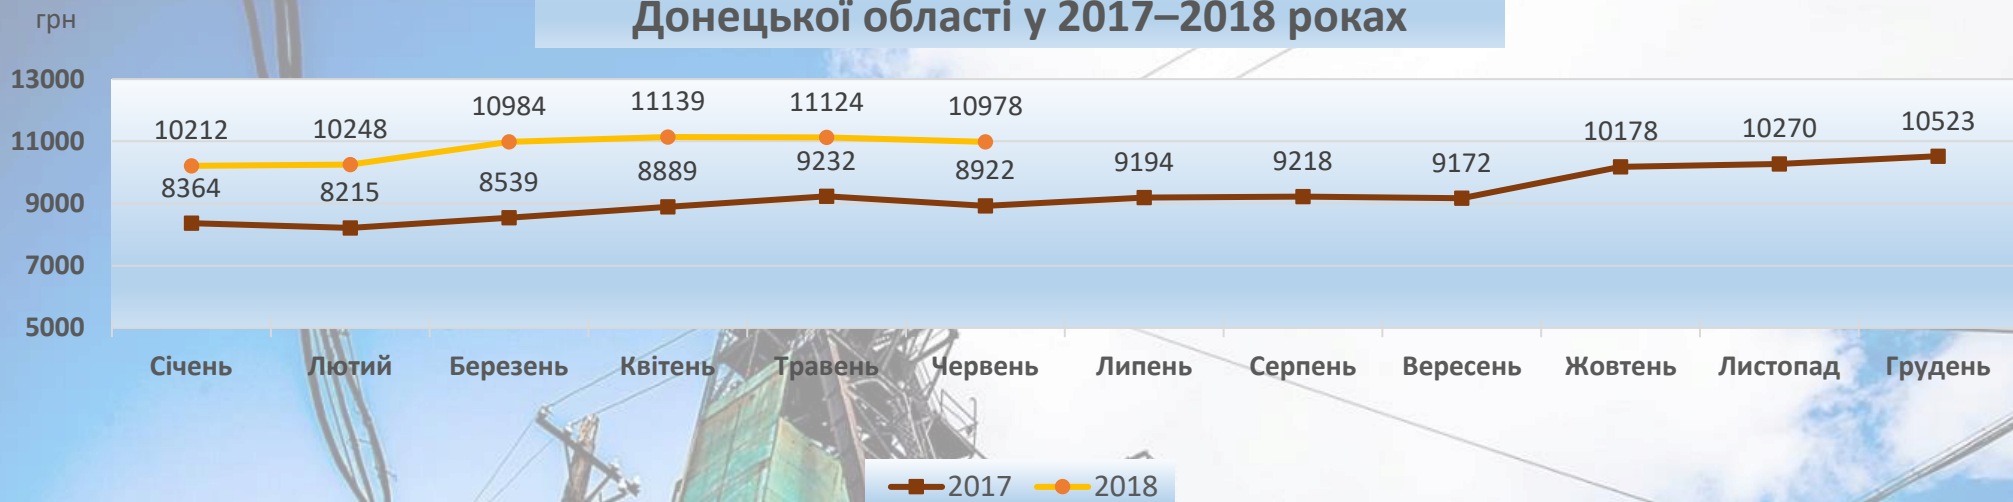 Донецької області у 2017–2018 роках
грн
13000
11000
9000
7000
5000
10212 10248 10984 11139 11124 10978
8364 8215 8539 8889 9232 8922 9194 9218 9172 10178 10270 10523
Січень Лютий Березень Квітень Травень Червень Липень Серпень Вересень Жовтень Листопад Грудень
2017 2018